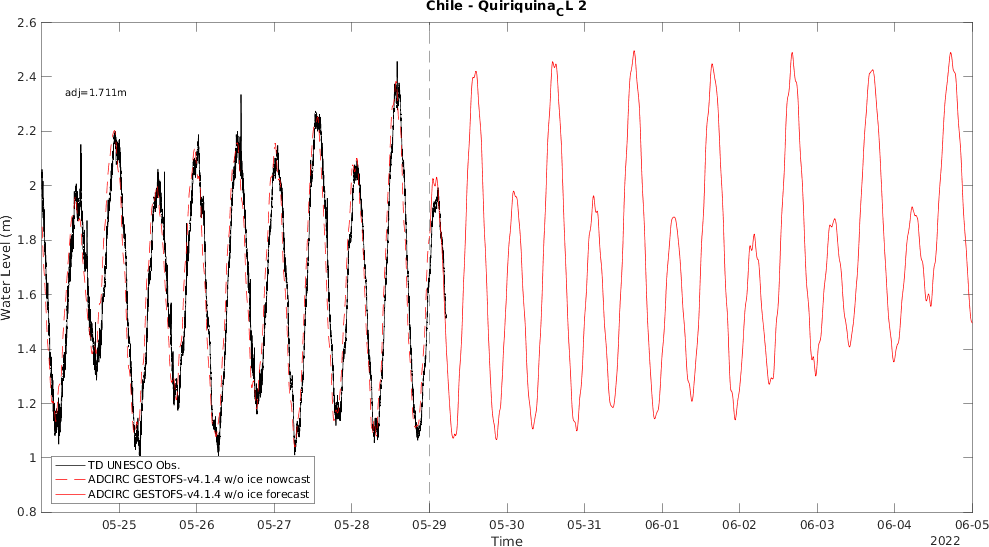 Chile - QuiriquinaCL 2
2.6
2.4
adj=1.711m
2.2
2
1.8
Water Level (m)
1.6
1.4
1.2
1
0.8
TD UNESCO Obs.
ADCIRC GESTOFS-v4.1.4 w/o ice nowcast
ADCIRC GESTOFS-v4.1.4 w/o ice forecast
05-25 05-26 05-27 05-28 05-29 05-30 05-31 06-01 06-02 06-03 06-04 06-05
Time
2022